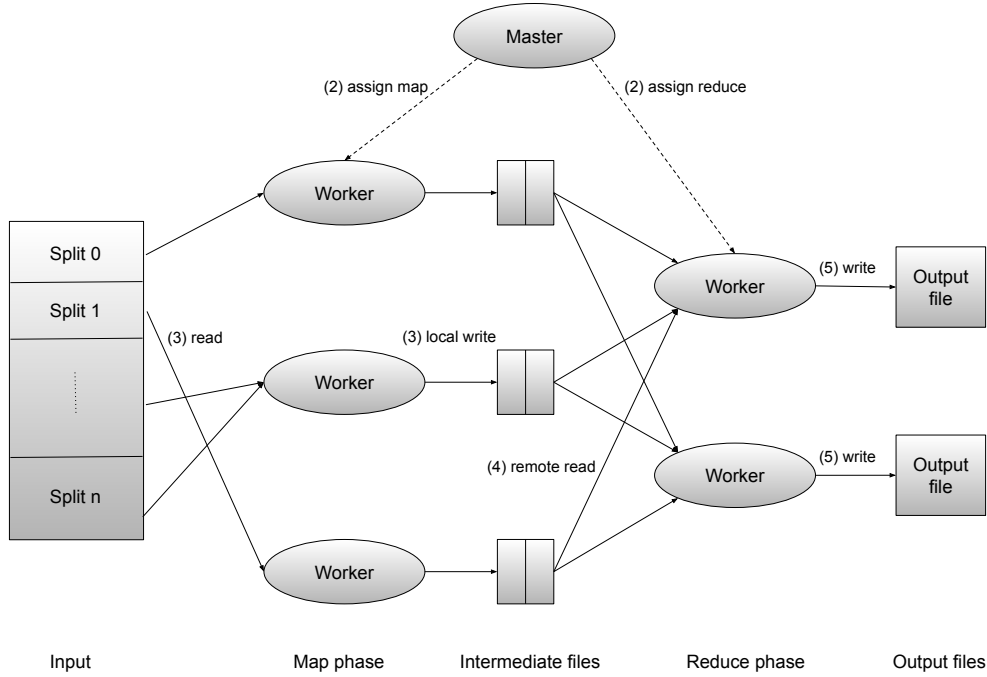 Master
(2) assign map
(2) assign reduce
Worker
Split 0
Worker
(5) write
Output
file
Split 1
(3) read
(3) local write
Worker
(4) remote read
Worker
(5) write
Output
file
Split n
Worker
Input
Map phase
Intermediate files
Reduce phase
Output files